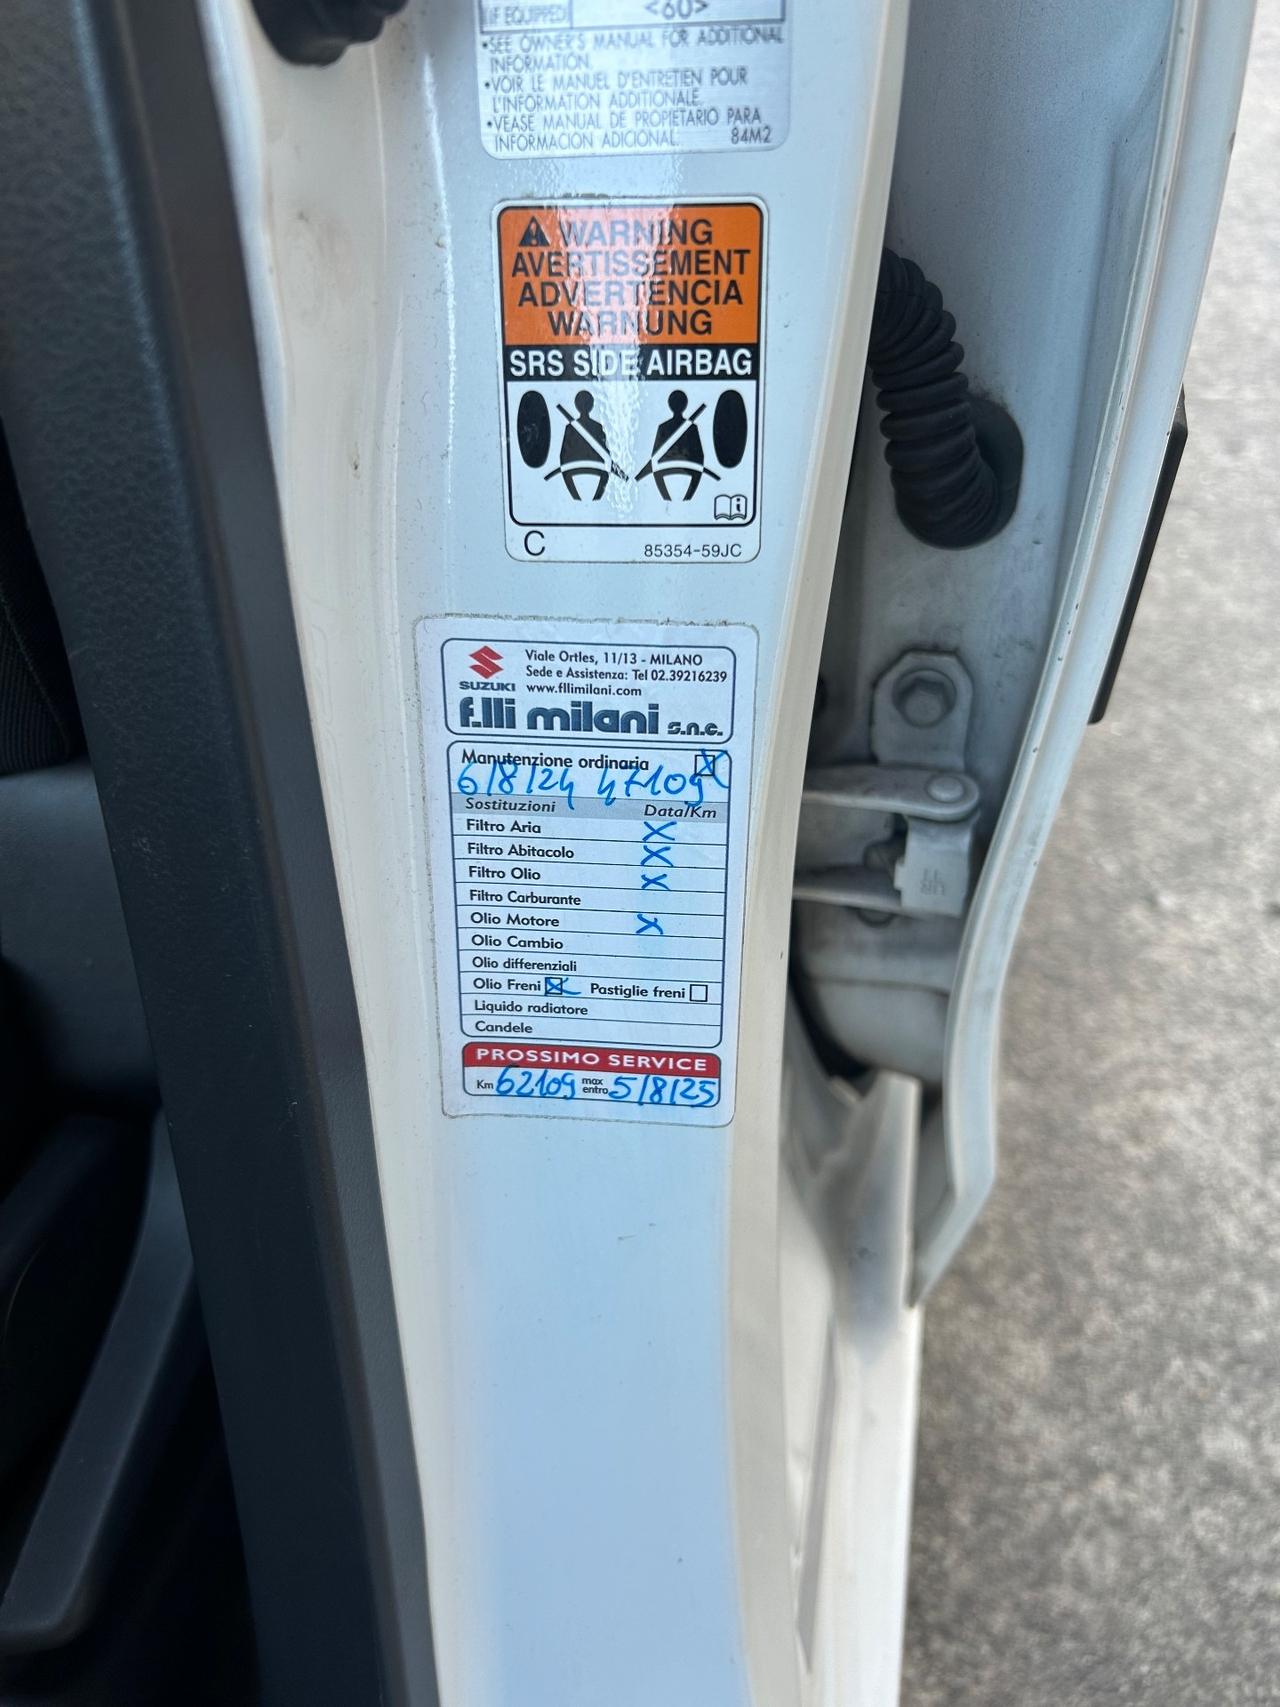 (IF EQUIPPED) <60>
•SEE OWNER'S MANUAL FOR ADDITIONAL
INFORMATION.
•VOIR LE MANUEL D'ENTRETIEN POUR
L'INFORMATION ADDITIONALE.
•VEASE MANUAL DE PROPIETARIO PARA
INFORMACION ADICIONAL. 84M2
WARNING
AVERTISSEMENT
ADVERTENCIA
WARNUNG
SRS SIDE AIRBAG
C 85354-59JC
SUZUKI
Viale Ortles, 11/13 - MILANO
Sede e Assistenza: Tel 02.39216239
www.fllimilani.com
f.lli milani s.n.c.
Manutenzione ordinaria X
6/8/24 47109
Sostituzioni Data/Km
Filtro Aria X
Filtro Abitacolo X
Filtro Olio X
Filtro Carburante
Olio Motore X
Olio Cambio
Olio differenziali
Olio Freni X Pastiglie freni
Liquido radiatore
Candele
PROSSIMO SERVICE
Km 62109 max entro 5/8/25